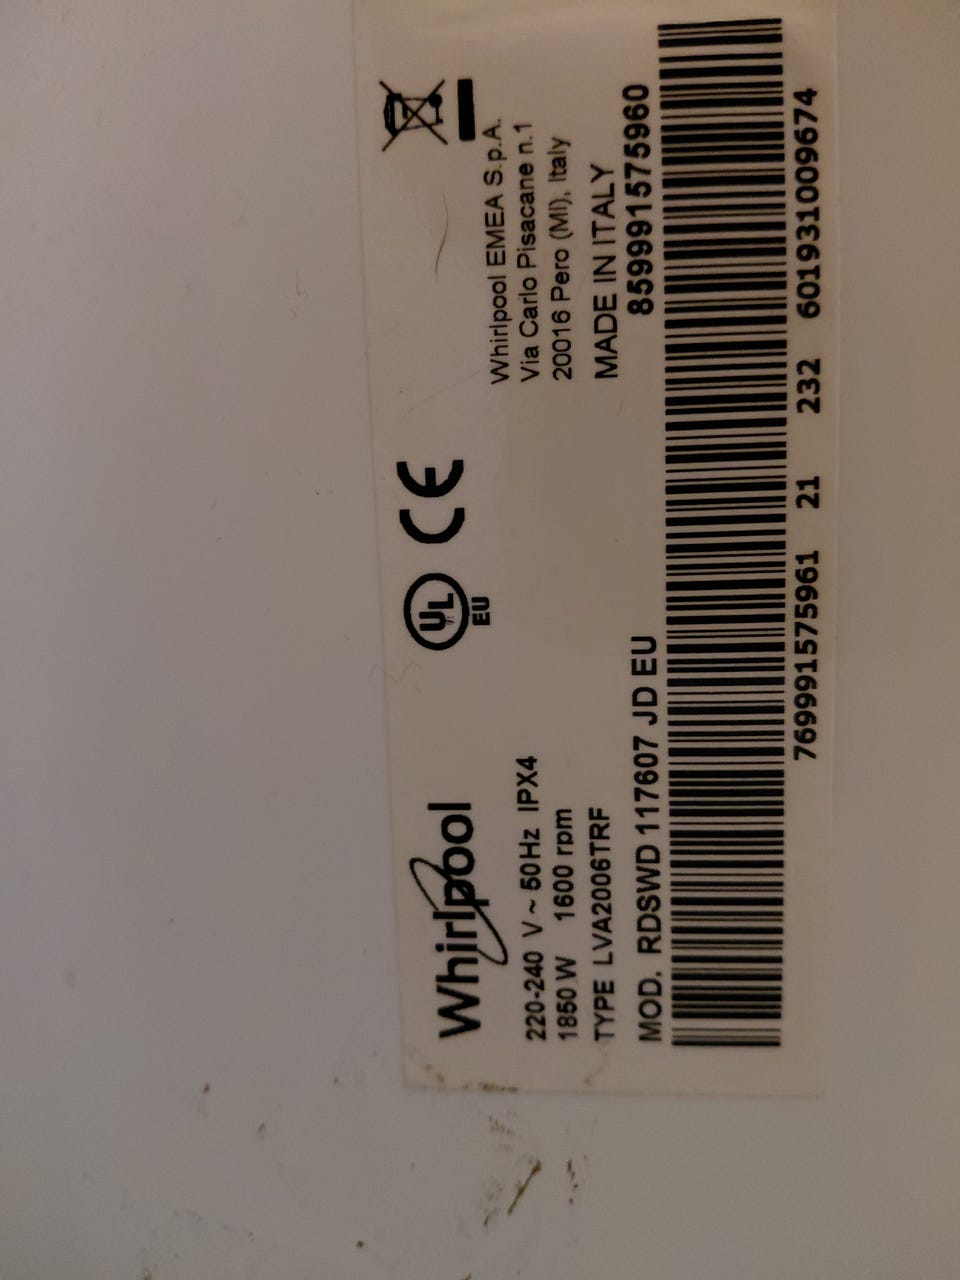 Whirlpool
UL
EU
CE
220-240 V ~ 50Hz IPX4
1850 W 1600 rpm
TYPE LVA2006TRF
Whirlpool EMEA S.p.A.
Via Carlo Pisacane n.1
20016 Pero (MI), Italy
MADE IN ITALY
MOD. RDSWD 117607 JD EU
859991575960
769991575961 21 232 601931009674